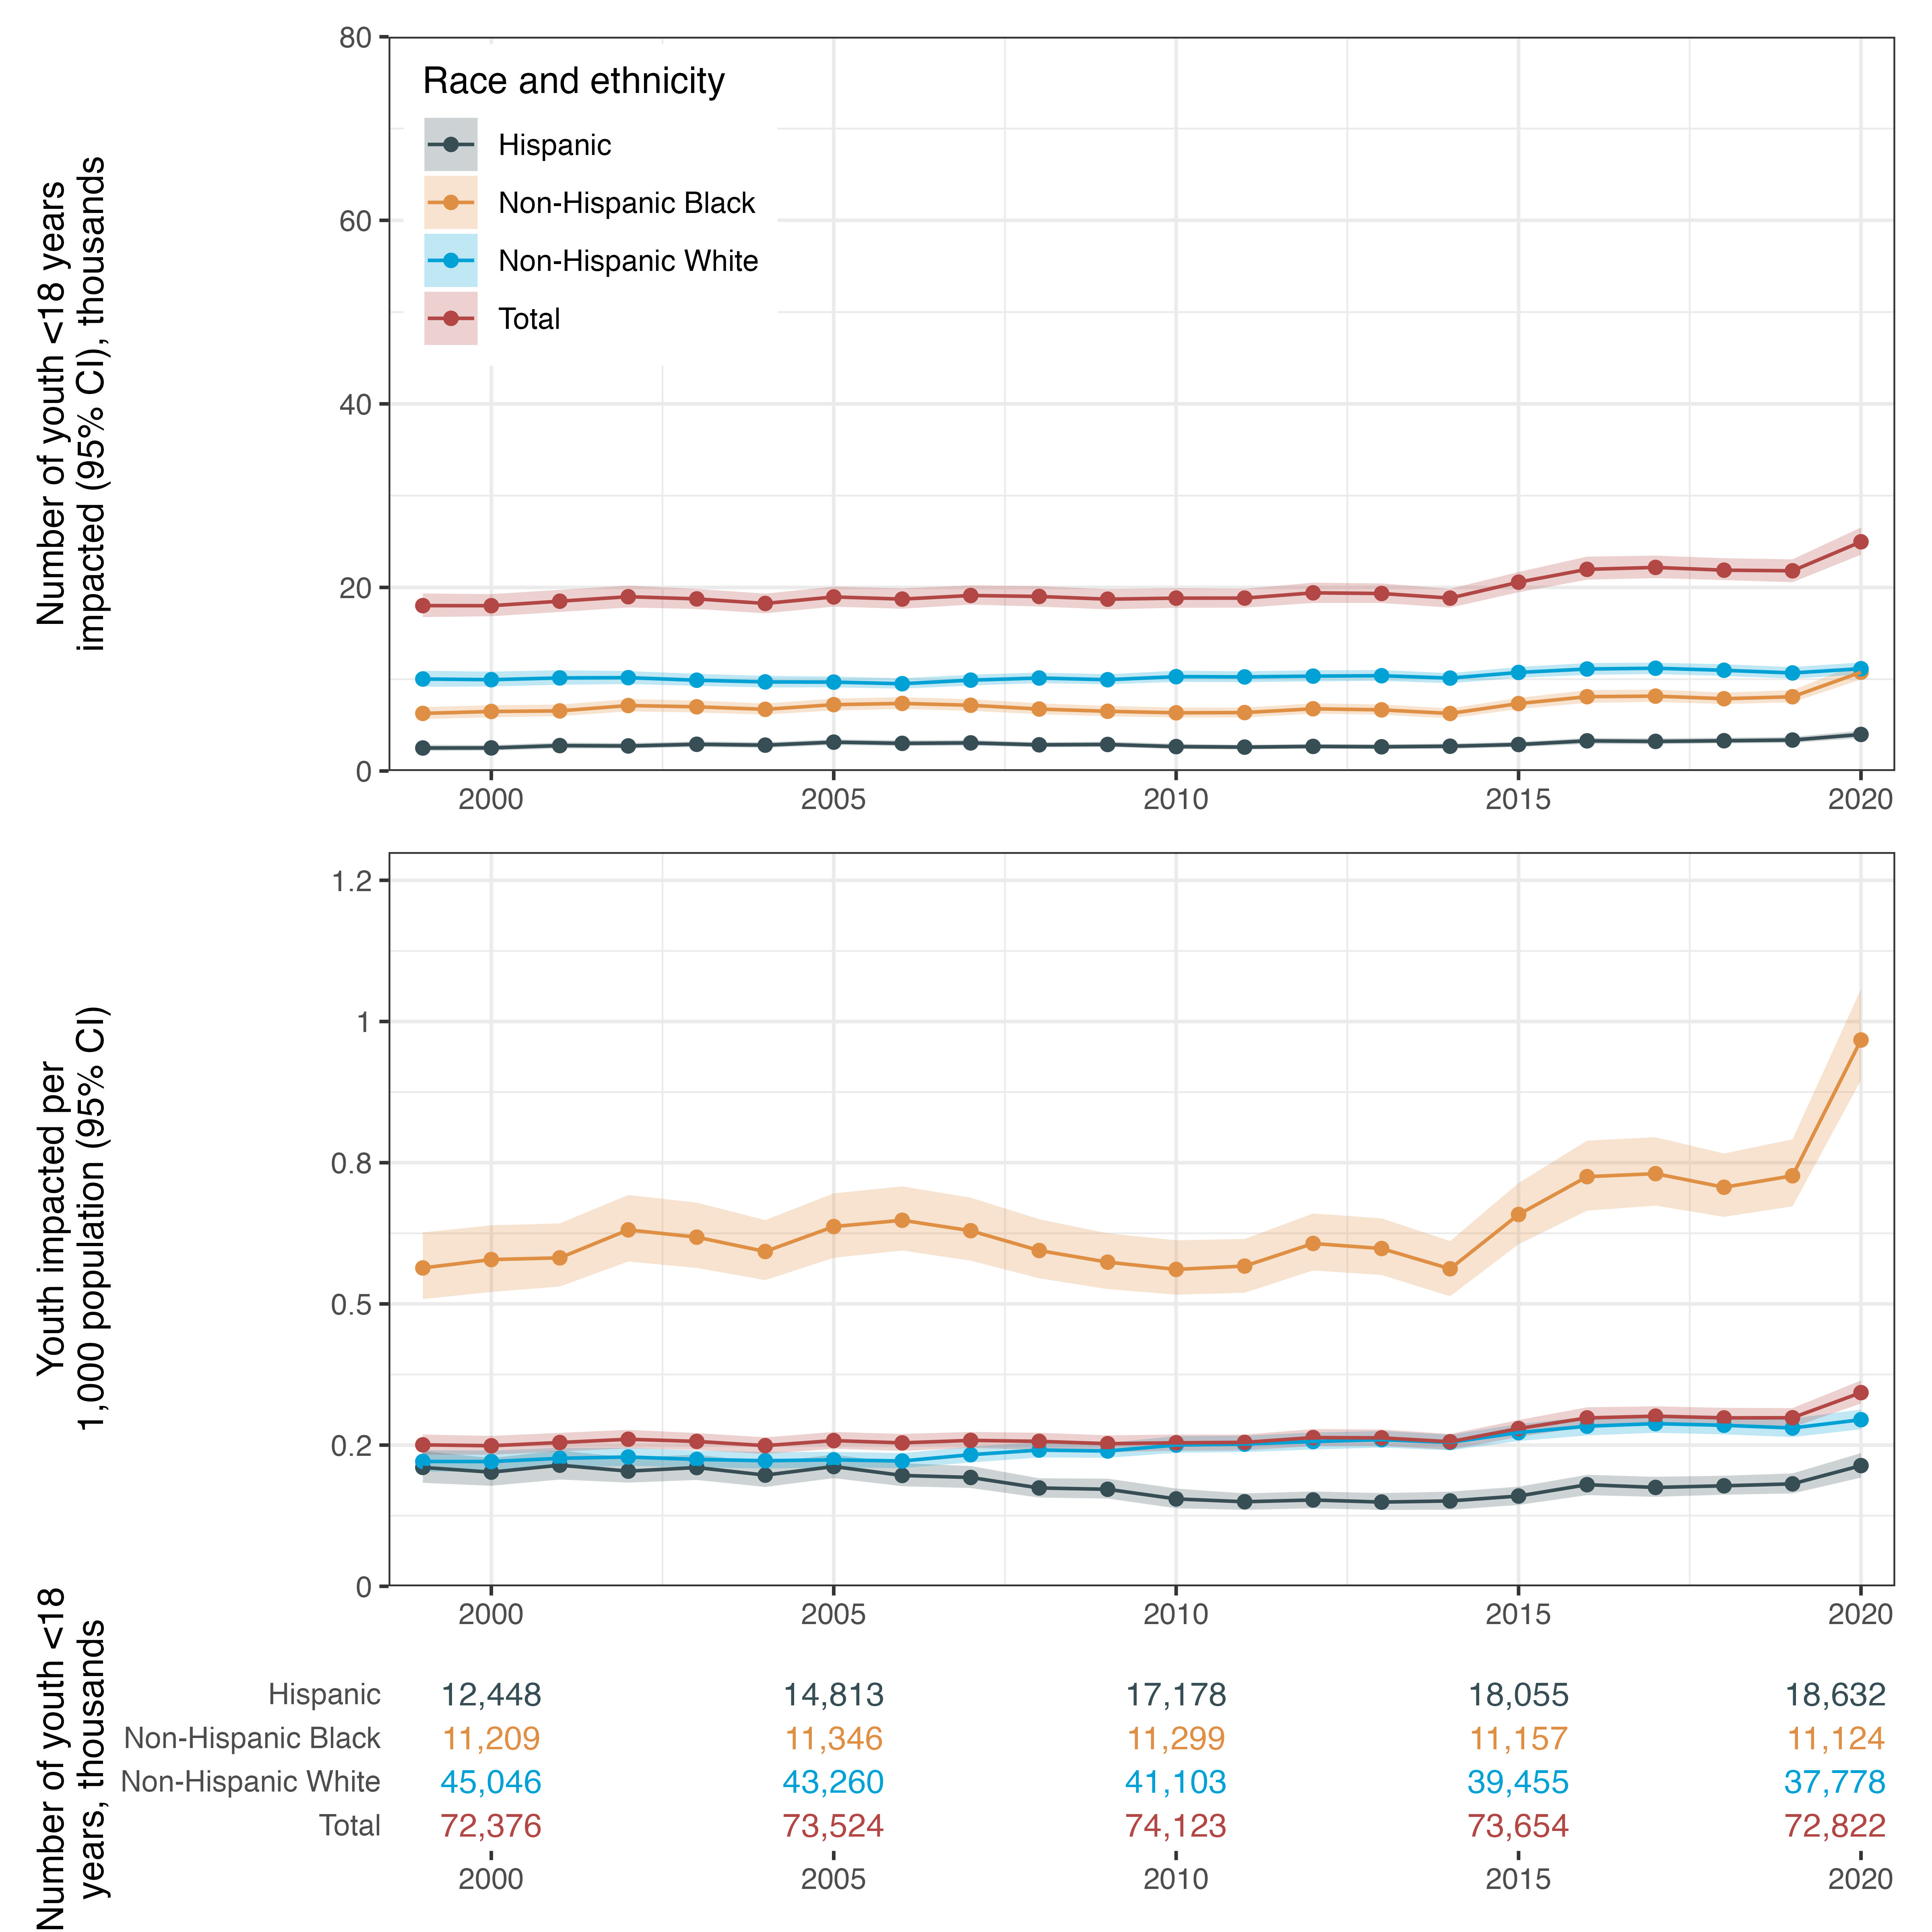 Number of youth <18 years
impacted (95% CI), thousands
80
60
40
20
0
Race and ethnicity
Hispanic
Non-Hispanic Black
Non-Hispanic White
Total
2000 2005 2010 2015 2020
Youth impacted per
1,000 population (95% CI)
1.2
1
0.8
0.5
0.2
0
2000 2005 2010 2015 2020
Number of youth <18
years, thousands
Hispanic 12,448 14,813 17,178 18,055 18,632
Non-Hispanic Black 11,209 11,346 11,299 11,157 11,124
Non-Hispanic White 45,046 43,260 41,103 39,455 37,778
Total 72,376 73,524 74,123 73,654 72,822
2000 2005 2010 2015 2020